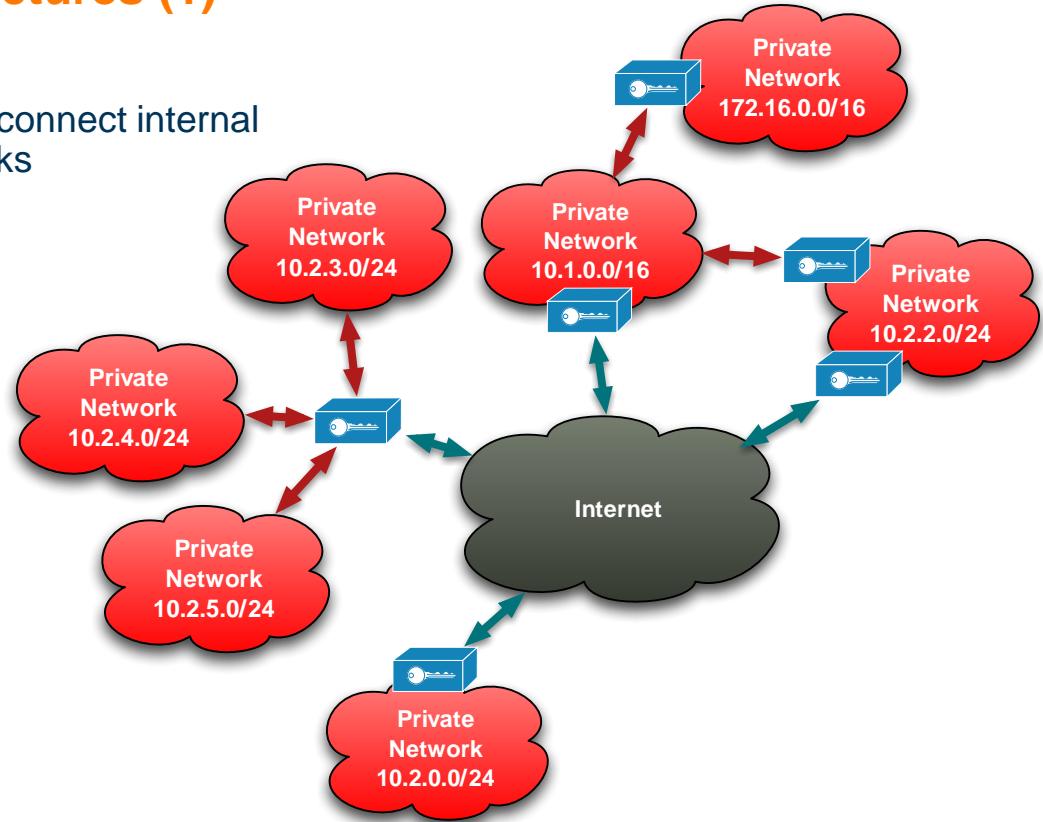 ctures (1)
connect internal
ks
Private
Network
172.16.0.0/16
Private
Network
10.2.3.0/24
Private
Network
10.1.0.0/16
Private
Network
10.2.2.0/24
Private
Network
10.2.4.0/24
Internet
Private
Network
10.2.5.0/24
Private
Network
10.2.0.0/24